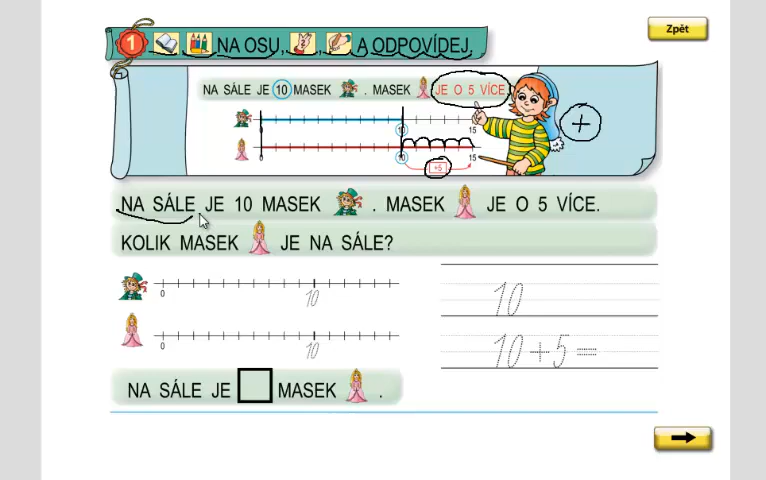 Zpět
1 NA OSU, A ODPOVÍDEJ.
NA SÁLE JE 10 MASEK . MASEK JE O 5 VÍCE.
0 10 15
+
0 10 15
+5
NA SÁLE JE 10 MASEK . MASEK JE O 5 VÍCE.
KOLIK MASEK JE NA SÁLE?
0 10
10
0 10
10+5=
NA SÁLE JE MASEK .